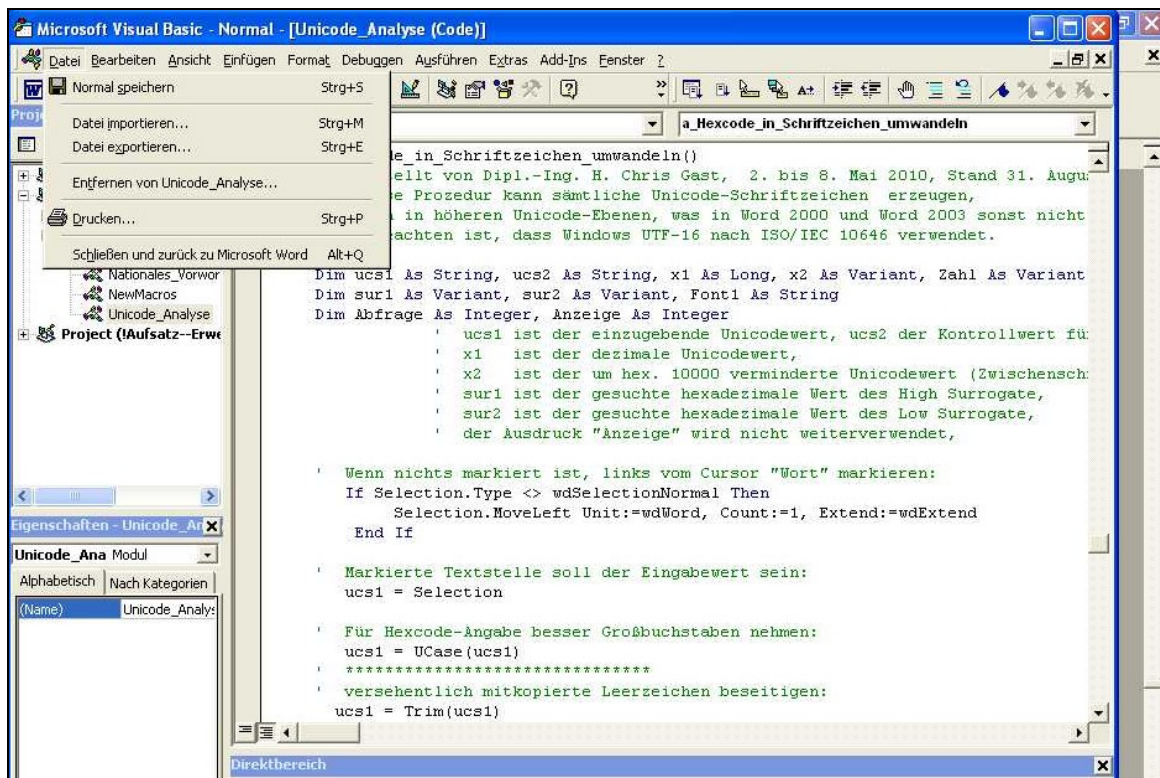 Microsoft Visual Basic - Normal - [Unicode_Analyse (Code)]
Datei Bearbeiten Ansicht Einfügen Format Debuggen Ausführen Extras Add-Ins Fenster ?
Normal speichern Strg+S
Datei importieren... Strg+M
Datei exportieren... Strg+E
Entfernen von Unicode_Analyse...
Drucken... Strg+P
Schließen und zurück zu Microsoft Word Alt+Q
Nationales_Vorwor
NewMacros
Unicode_Analyse
Project (!Aufsatz--Erwe
Eigenschaften - Unicode_An
Unicode_Ana Modul
Alphabetisch Nach Kategorien
(Name) Unicode_Analys
a_Hexcode_in_Schriftzeichen_umwandeln
de_in_Schriftzeichen_umwandeln()
ellt von Dipl.-Ing. H. Chris Gast, 2. bis 8. Mai 2010, Stand 31. Augu
se Prozedur kann sämtliche Unicode-Schriftzeichen erzeugen,
in höheren Unicode-Ebenen, was in Word 2000 und Word 2003 sonst nicht
eachten ist, dass Windows UTF-16 nach ISO/IEC 10646 verwendet.
Dim ucs1 As String, ucs2 As String, x1 As Long, x2 As Variant, Zahl As Variant
Dim sur1 As Variant, sur2 As Variant, Font1 As String
Dim Abfrage As Integer, Anzeige As Integer
' ucs1 ist der einzugebende Unicodewert, ucs2 der Kontrollwert fü
' x1 ist der dezimale Unicodewert,
' x2 ist der um hex. 10000 verminderte Unicodewert (Zwischensch
' sur1 ist der gesuchte hexadezimale Wert des High Surrogate,
' sur2 ist der gesuchte hexadezimale Wert des Low Surrogate,
' der Ausdruck "Anzeige" wird nicht weiterverwendet,
' Wenn nichts markiert ist, links vom Cursor "Wort" markieren:
If Selection.Type <> wdSelectionNormal Then
Selection.MoveLeft Unit:=wdWord, Count:=1, Extend:=wdExtend
End If
' Markierte Textstelle soll der Eingabewert sein:
ucs1 = Selection
' Für Hexcode-Angabe besser Großbuchstaben nehmen:
ucs1 = UCase(ucs1)
' *******************************
' versehentlich mitkopierte Leerzeichen beseitigen:
ucs1 = Trim(ucs1)
Direktbereich